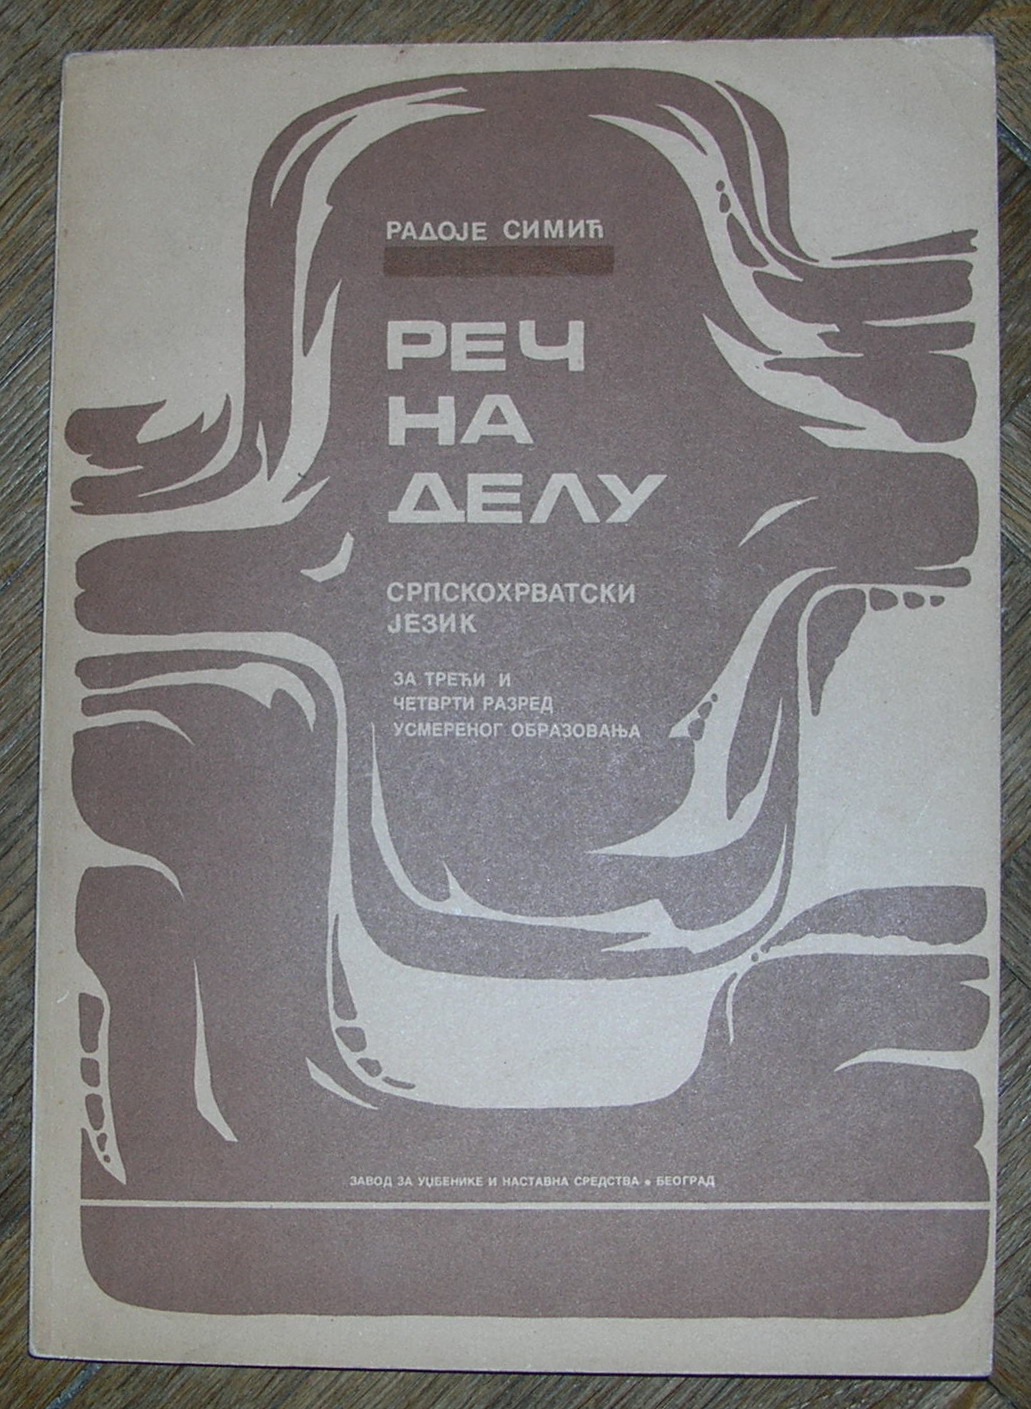 РАДОЈЕ СИМИЋ
РЕЧ
НА
ДЕЛУ
СРПСКОХРВАТСКИ
ЈЕЗИК
ЗА ТРЕЋИ И
ЧЕТВРТИ РАЗРЕД
УСМЕРЕНОГ ОБРАЗОВАЊА
ЗАВОД ЗА УЏБЕНИКЕ И НАСТАВНА СРЕДСТВА • БЕОГРАД